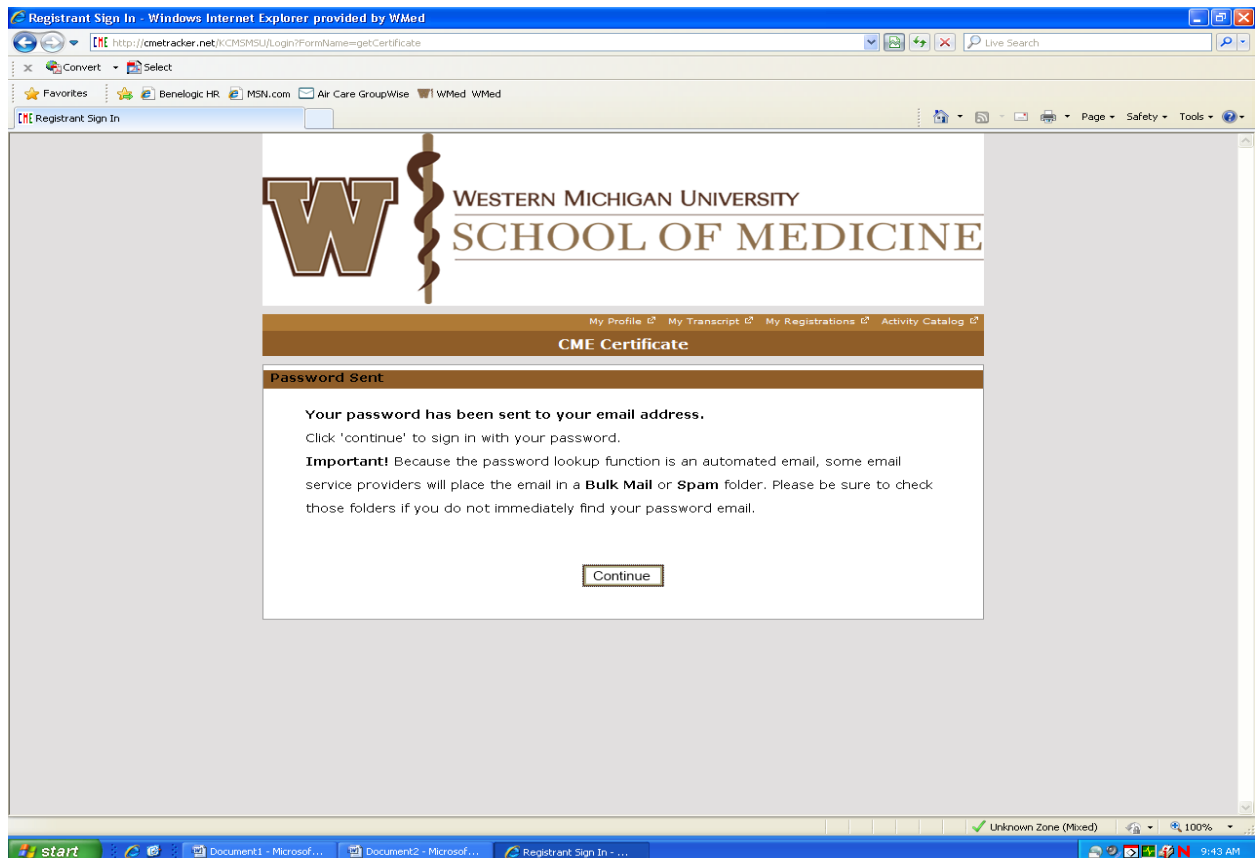 Registrant Sign In - Windows Internet Explorer provided by WMed
CME http://cmetracker.net/KCMSMSU/Login?FormName=getCertificate
Live Search
x Convert Select
Favorites Benelogic HR MSN.com Air Care GroupWise W WMed WMed
CME Registrant Sign In
Page Safety Tools
W
WESTERN MICHIGAN UNIVERSITY
SCHOOL OF MEDICINE
My Profile My Transcript My Registrations Activity Catalog
CME Certificate
Password Sent
Your password has been sent to your email address.
Click 'continue' to sign in with your password.
Important! Because the password lookup function is an automated email, some email
service providers will place the email in a Bulk Mail or Spam folder. Please be sure to check
those folders if you do not immediately find your password email.
Continue
Unknown Zone (Mixed) 100%
start Document1 - Microsof... Document2 - Microsof... Registrant Sign In - ... N 9:43 AM